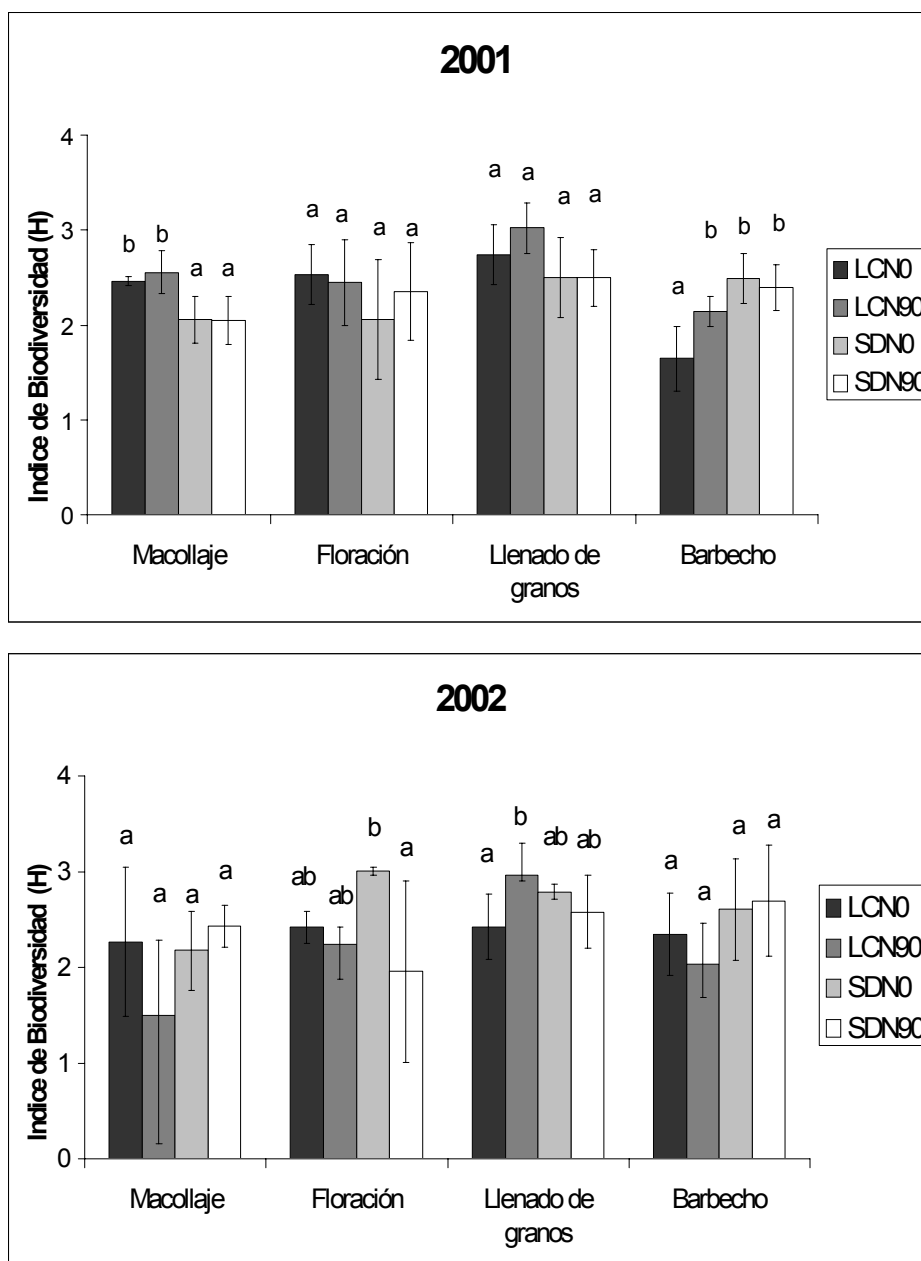 2001
Indice de Biodiversidad (H)
4
3
2
1
0
b b a a
a a a a
a a a a
a b b b
Macollaje
Floración
Llenado de
granos
Barbecho
LCN0
LCN90
SDN0
SDN90
2002
Indice de Biodiversidad (H)
4
3
2
1
0
a a a a
ab ab b a
a b ab ab
a a a a
Macollaje
Floración
Llenado de
granos
Barbecho
LCN0
LCN90
SDN0
SDN90